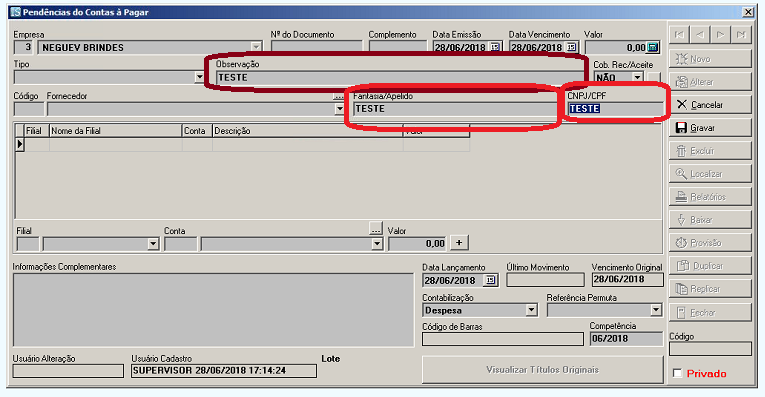 Pendências do Contas à Pagar
Empresa Nº do Documento Complemento Data Emissão Data Vencimento Valor
3 NEGUEV BRINDES 28/06/2018 28/06/2018 0,00
Tipo Observação Cob. Rec/Aceite
TESTE NÃO
Código Fornecedor ... Fantasia/Apelido CNPJ/CPF
TESTE TESTE
Filial Nome da Filial Conta Descrição Valor
Filial Conta ... Valor
0,00 +
Informações Complementares Data Lançamento Último Movimento Vencimento Original
28/06/2018 28/06/2018
Contabilização Referência Permuta
Despesa
Código de Barras Competência
06/2018
Usuário Alteração Usuário Cadastro Lote
SUPERVISOR 28/06/2018 17:14:24
Visualizar Títulos Originais
Novo
Alterar
Cancelar
Gravar
Excluir
Localizar
Relatórios
Baixar
Provisão
Duplicar
Replicar
Fechar
Código
Privado